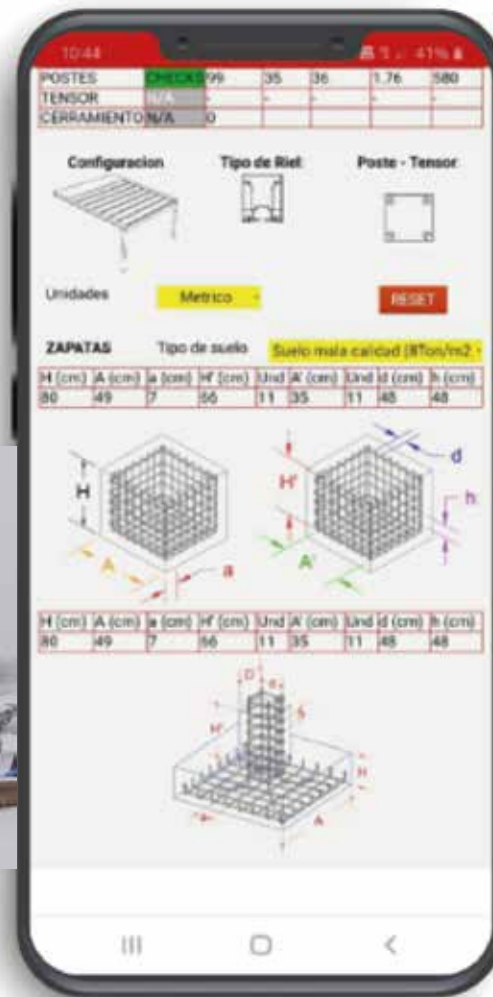 10:44 41%
POSTES CHECKS 99 35 36 1.76 580
TENSOR N/A - - - - -
CERRAMIENTO N/A 0
Configuracion Tipo de Riel: Poste - Tensor
Unidades Metrico RESET
ZAPATAS Tipo de suelo Suelo mala calidad (8Ton/m2
H (cm) A (cm) a (cm) H' (cm) Und A' (cm) Und d (cm) h (cm)
80 49 7 66 11 35 11 48 48
H A a H' A' d h
H (cm) A (cm) a (cm) H' (cm) Und A' (cm) Und d (cm) h (cm)
80 49 7 66 11 35 11 48 48
D
H'
H
A